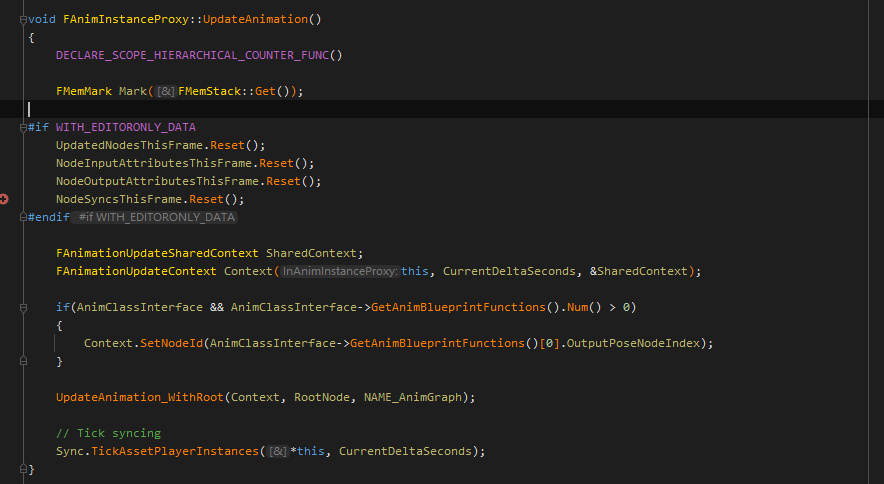 void FAnimInstanceProxy::UpdateAnimation()
{
DECLARE_SCOPE_HIERARCHICAL_COUNTER_FUNC()
FMemMark Mark([&]FMemStack::Get());
#if WITH_EDITORONLY_DATA
UpdatedNodesThisFrame.Reset();
NodeInputAttributesThisFrame.Reset();
NodeOutputAttributesThisFrame.Reset();
NodeSyncsThisFrame.Reset();
#endif #if WITH_EDITORONLY_DATA
FAnimationUpdateSharedContext SharedContext;
FAnimationUpdateContext Context(InAnimInstanceProxy:this, CurrentDeltaSeconds, &SharedContext);
if(AnimClassInterface && AnimClassInterface->GetAnimBlueprintFunctions().Num() > 0)
{
Context.SetNodeId(AnimClassInterface->GetAnimBlueprintFunctions()[0].OutputPoseNodeIndex);
}
UpdateAnimation_WithRoot(Context, RootNode, NAME_AnimGraph);
// Tick syncing
Sync.TickAssetPlayerInstances([&]*this, CurrentDeltaSeconds);
}